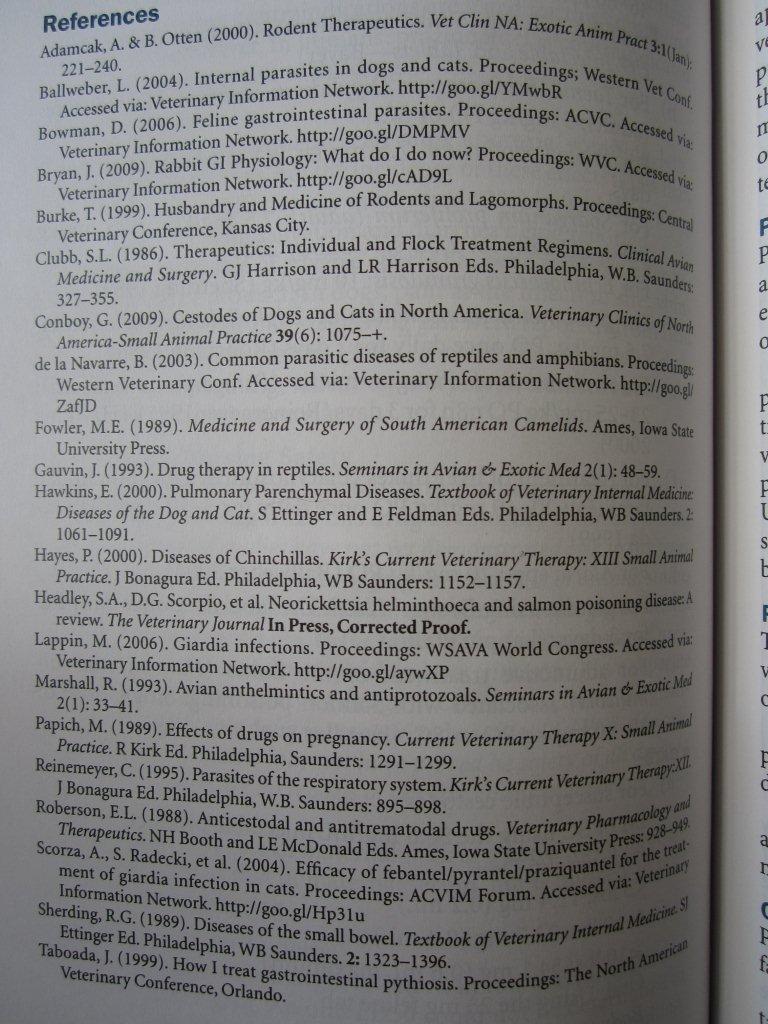 References
Adamcak, A. & B. Otten (2000). Rodent Therapeutics. Vet Clin NA: Exotic Anim Pract 3:1(Jan):
221–240.
Ballweber, L. (2004). Internal parasites in dogs and cats. Proceedings; Western Vet Conf.
Accessed via: Veterinary Information Network. http://goo.gl/YMwbR
Bowman, D. (2006). Feline gastrointestinal parasites. Proceedings: ACVC. Accessed via:
Veterinary Information Network. http://goo.gl/DMPMV
Bryan, J. (2009). Rabbit GI Physiology: What do I do now? Proceedings: WVC. Accessed via:
Veterinary Information Network. http://goo.gl/cAD9L
Burke, T. (1999). Husbandry and Medicine of Rodents and Lagomorphs. Proceedings: Central
Veterinary Conference, Kansas City.
Clubb, S.L. (1986). Therapeutics: Individual and Flock Treatment Regimens. Clinical Avian
Medicine and Surgery. GJ Harrison and LR Harrison Eds. Philadelphia, W.B. Saunders:
327–355.
Conboy, G. (2009). Cestodes of Dogs and Cats in North America. Veterinary Clinics of North
America-Small Animal Practice 39(6): 1075–+.
de la Navarre, B. (2003). Common parasitic diseases of reptiles and amphibians. Proceedings:
Western Veterinary Conf. Accessed via: Veterinary Information Network. http://goo.gl/
ZafJD
Fowler, M.E. (1989). Medicine and Surgery of South American Camelids. Ames, Iowa State
University Press.
Gauvin, J. (1993). Drug therapy in reptiles. Seminars in Avian & Exotic Med 2(1): 48–59.
Hawkins, E. (2000). Pulmonary Parenchymal Diseases. Textbook of Veterinary Internal Medicine:
Diseases of the Dog and Cat. S Ettinger and E Feldman Eds. Philadelphia, WB Saunders. 2:
1061–1091.
Hayes, P. (2000). Diseases of Chinchillas. Kirk's Current Veterinary Therapy: XIII Small Animal
Practice. J Bonagura Ed. Philadelphia, WB Saunders: 1152–1157.
Headley, S.A., D.G. Scorpio, et al. Neorickettsia helminthoeca and salmon poisoning disease: A
review. The Veterinary Journal In Press, Corrected Proof.
Lappin, M. (2006). Giardia infections. Proceedings: WSAVA World Congress. Accessed via:
Veterinary Information Network. http://goo.gl/aywXP
Marshall, R. (1993). Avian anthelmintics and antiprotozoals. Seminars in Avian & Exotic Med
2(1): 33–41.
Papich, M. (1989). Effects of drugs on pregnancy. Current Veterinary Therapy X: Small Animal
Practice. R Kirk Ed. Philadelphia, Saunders: 1291–1299.
Reinemeyer, C. (1995). Parasites of the respiratory system. Kirk's Current Veterinary Therapy:XII.
J Bonagura Ed. Philadelphia, W.B. Saunders: 895–898.
Roberson, E.L. (1988). Anticestodal and antitrematodal drugs. Veterinary Pharmacology and
Therapeutics. NH Booth and LE McDonald Eds. Ames, Iowa State University Press: 928–949.
Scorza, A., S. Radecki, et al. (2004). Efficacy of febantel/pyrantel/praziquantel for the treat-
ment of giardia infection in cats. Proceedings: ACVIM Forum. Accessed via: Veterinary
Information Network. http://goo.gl/Hp31u
Sherding, R.G. (1989). Diseases of the small bowel. Textbook of Veterinary Internal Medicine. SJ
Ettinger Ed. Philadelphia, WB Saunders. 2: 1323–1396.
Taboada, J. (1999). How I treat gastrointestinal pythiosis. Proceedings: The North American
Veterinary Conference, Orlando.